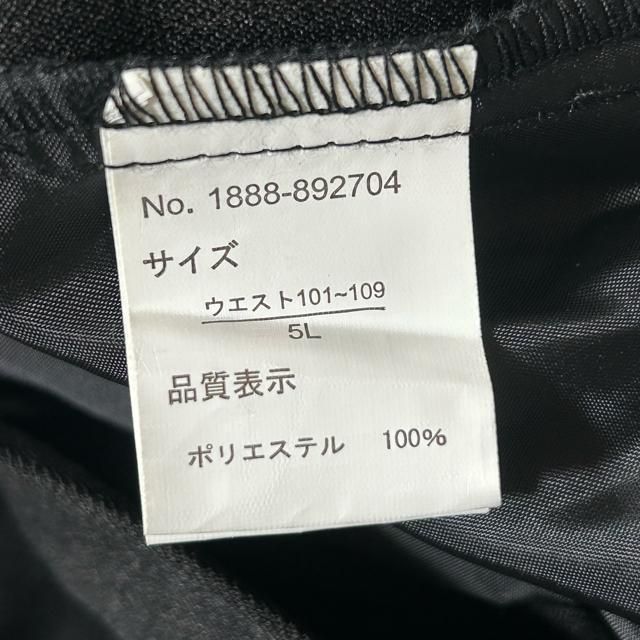 No. 1888-892704
サイズ
ウエスト101~109
5L
品質表示
ポリエステル 100%